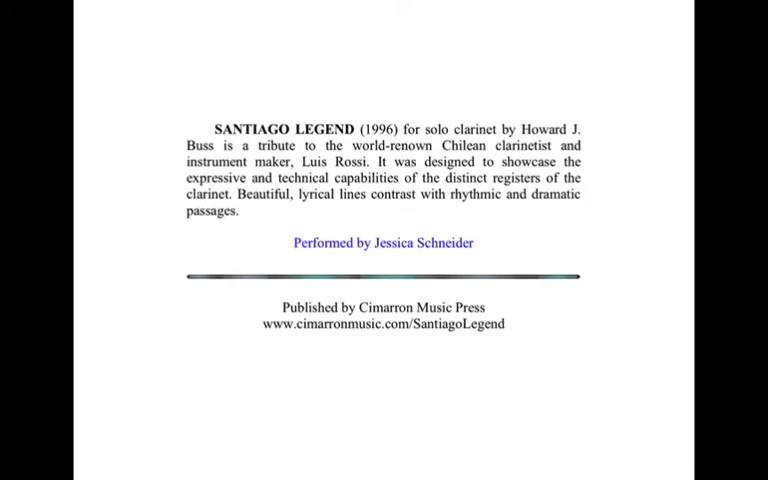 SANTIAGO LEGEND (1996) for solo clarinet by Howard J.
Buss is a tribute to the world-renown Chilean clarinetist and
instrument maker, Luis Rossi. It was designed to showcase the
expressive and technical capabilities of the distinct registers of the
clarinet. Beautiful, lyrical lines contrast with rhythmic and dramatic
passages.
Performed by Jessica Schneider
Published by Cimarron Music Press
www.cimarronmusic.com/SantiagoLegend